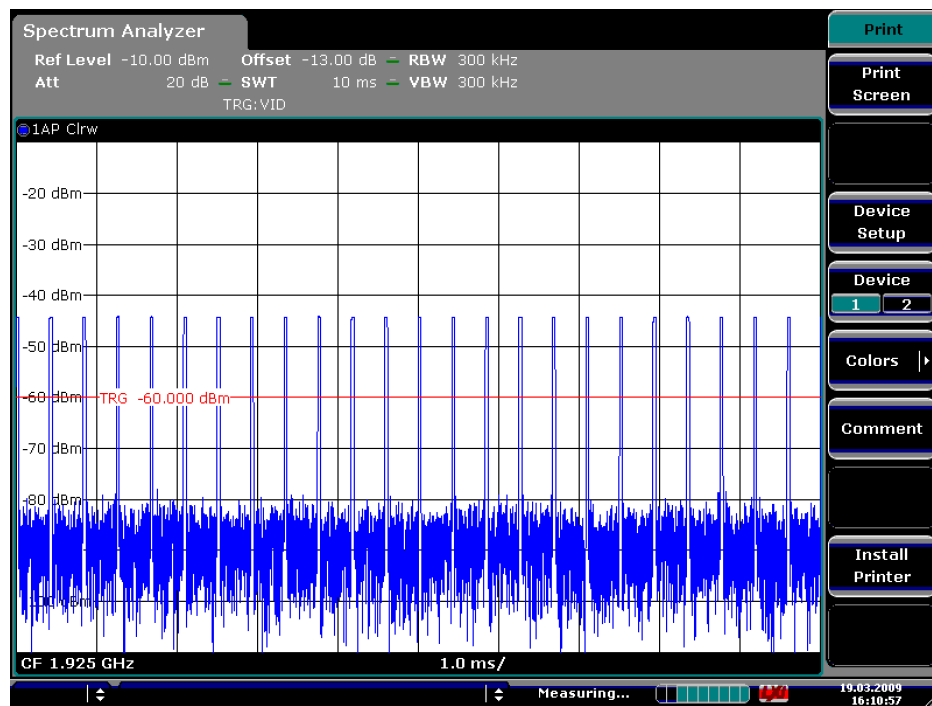 Spectrum Analyzer
Ref Level -10.00 dBm Offset -13.00 dB RBW 300 kHz
Att 20 dB SWT 10 ms VBW 300 kHz
TRG:VID
1AP Clrw
-20 dBm
-30 dBm
-40 dBm
-50 dBm
-60 dBm
TRG -60.000 dBm
-70 dBm
-80 dBm
CF 1.925 GHz 1.0 ms/
Measuring...
LXI
19.03.2009
16:10:57
Print
Print
Screen
Device
Setup
Device
1 2
Colors
Comment
Install
Printer